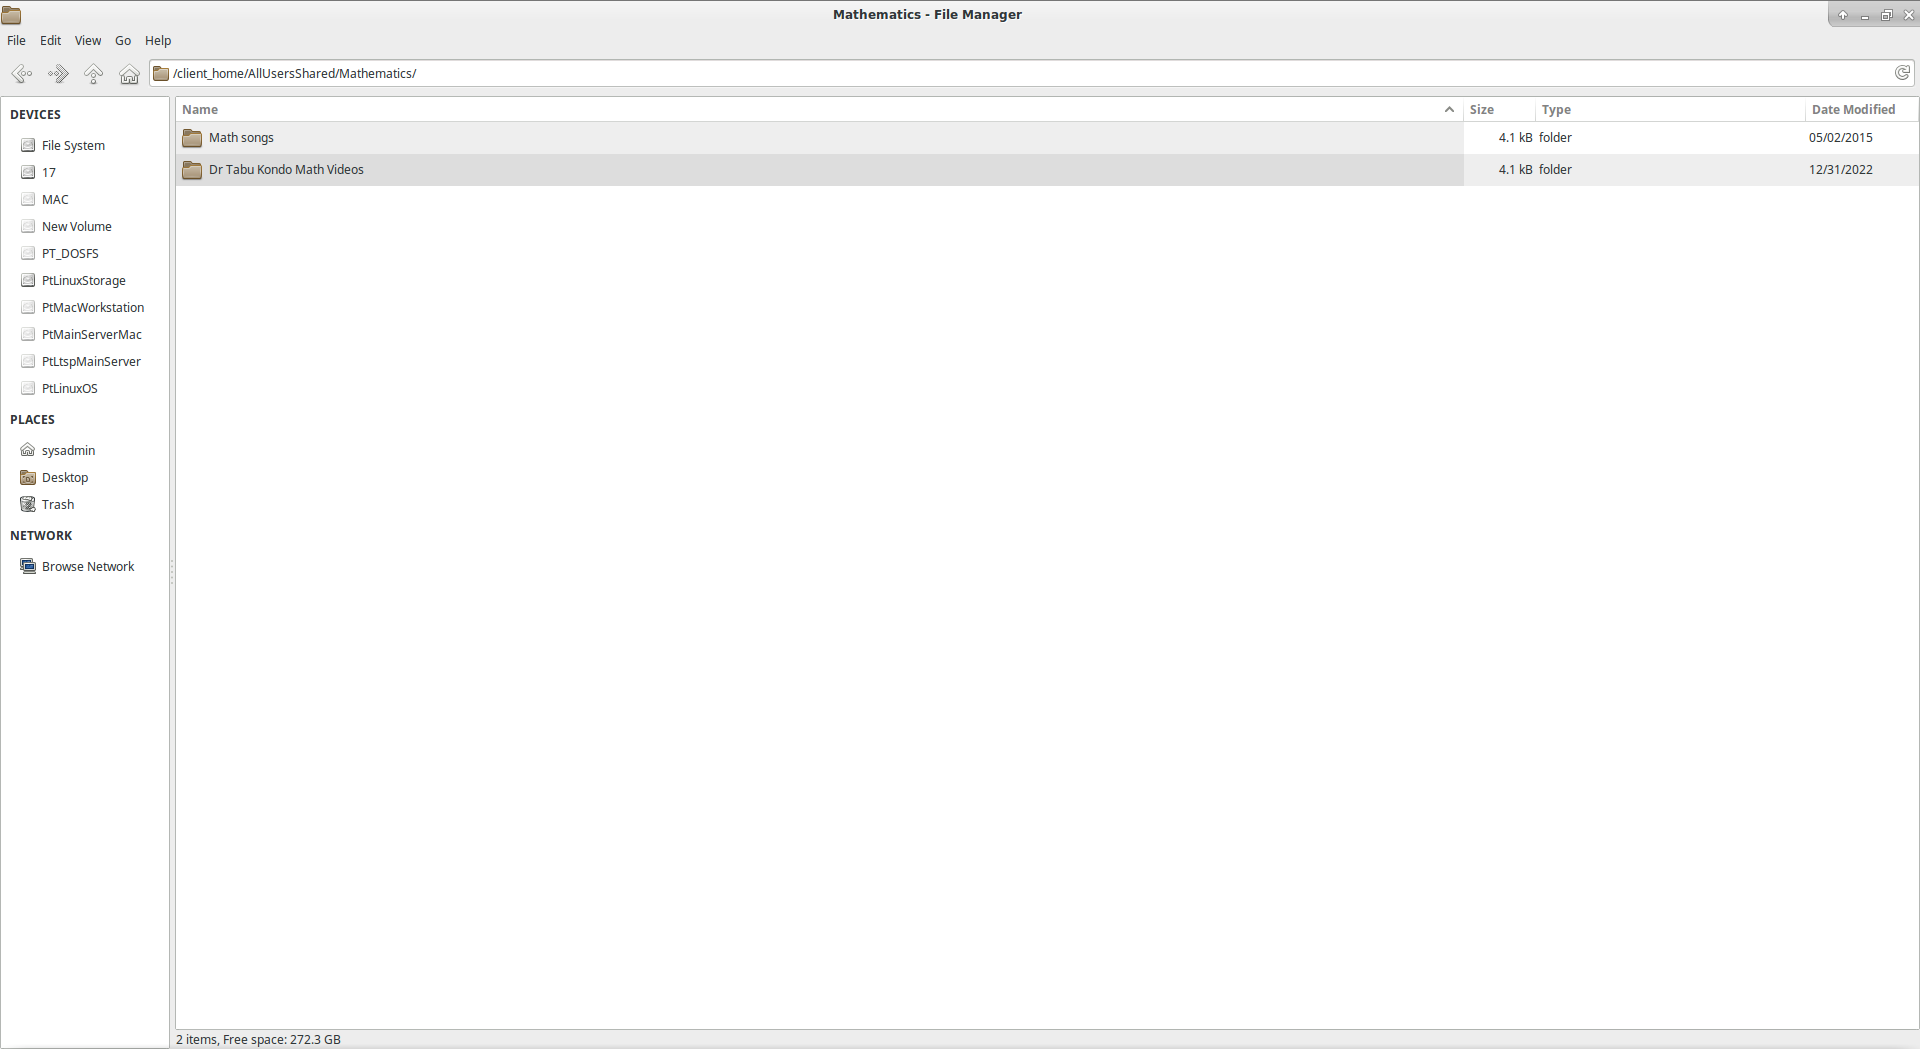 Mathematics - File Manager
File Edit View Go Help
/client_home/AllUsersShared/Mathematics/
DEVICES
File System
17
MAC
New Volume
PT_DOSFS
PtLinuxStorage
PtMacWorkstation
PtMainServerMac
PtLtspMainServer
PtLinuxOS
PLACES
sysadmin
Desktop
Trash
NETWORK
Browse Network
Name Size Type Date Modified
Math songs 4.1 kB folder 05/02/2015
Dr Tabu Kondo Math Videos 4.1 kB folder 12/31/2022
2 items, Free space: 272.3 GB